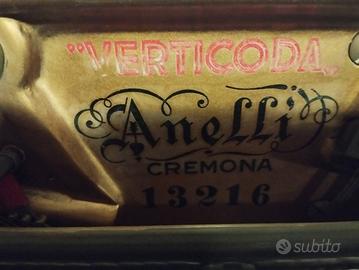 "VERTICODA"
Anelli
CREMONA
13216
subito